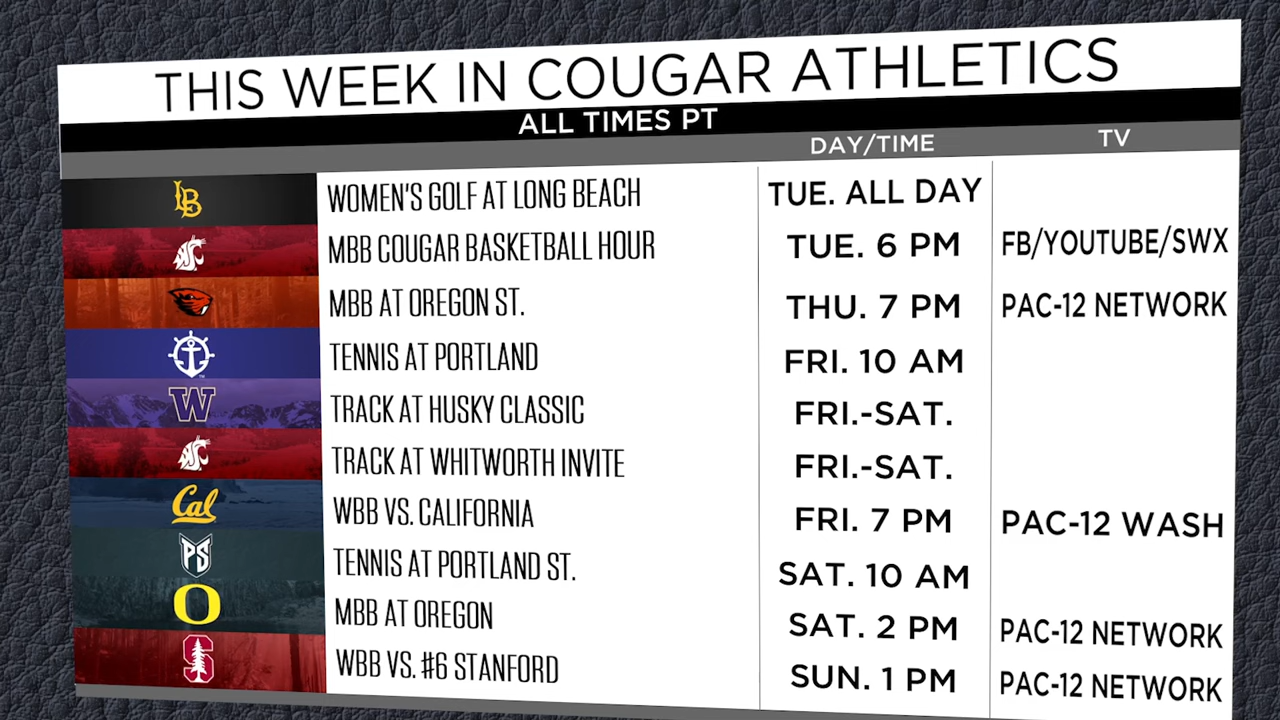 THIS WEEK IN COUGAR ATHLETICS
ALL TIMES PT
DAY/TIME TV
LB WOMEN'S GOLF AT LONG BEACH TUE. ALL DAY
WSC MBB COUGAR BASKETBALL HOUR TUE. 6 PM FB/YOUTUBE/SWX
MBB AT OREGON ST. THU. 7 PM PAC-12 NETWORK
TENNIS AT PORTLAND FRI. 10 AM
W TRACK AT HUSKY CLASSIC FRI.-SAT.
WSC TRACK AT WHITWORTH INVITE FRI.-SAT.
Cal WBB VS. CALIFORNIA FRI. 7 PM PAC-12 WASH
PS TENNIS AT PORTLAND ST. SAT. 10 AM
O MBB AT OREGON SAT. 2 PM PAC-12 NETWORK
S WBB VS. #6 STANFORD SUN. 1 PM PAC-12 NETWORK